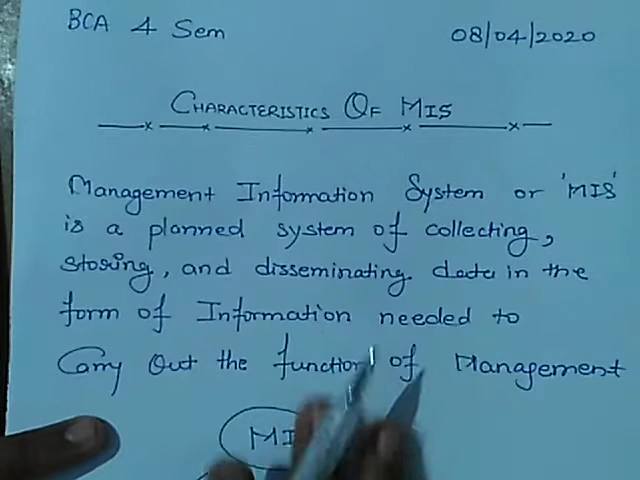 BCA 4 Sem
08/04/2020
CHARACTERISTICS OF MIS
Management Information System or 'MIS'
is a planned system of collecting,
storing, and disseminating data in the
form of Information needed to
Carry Out the function of Management